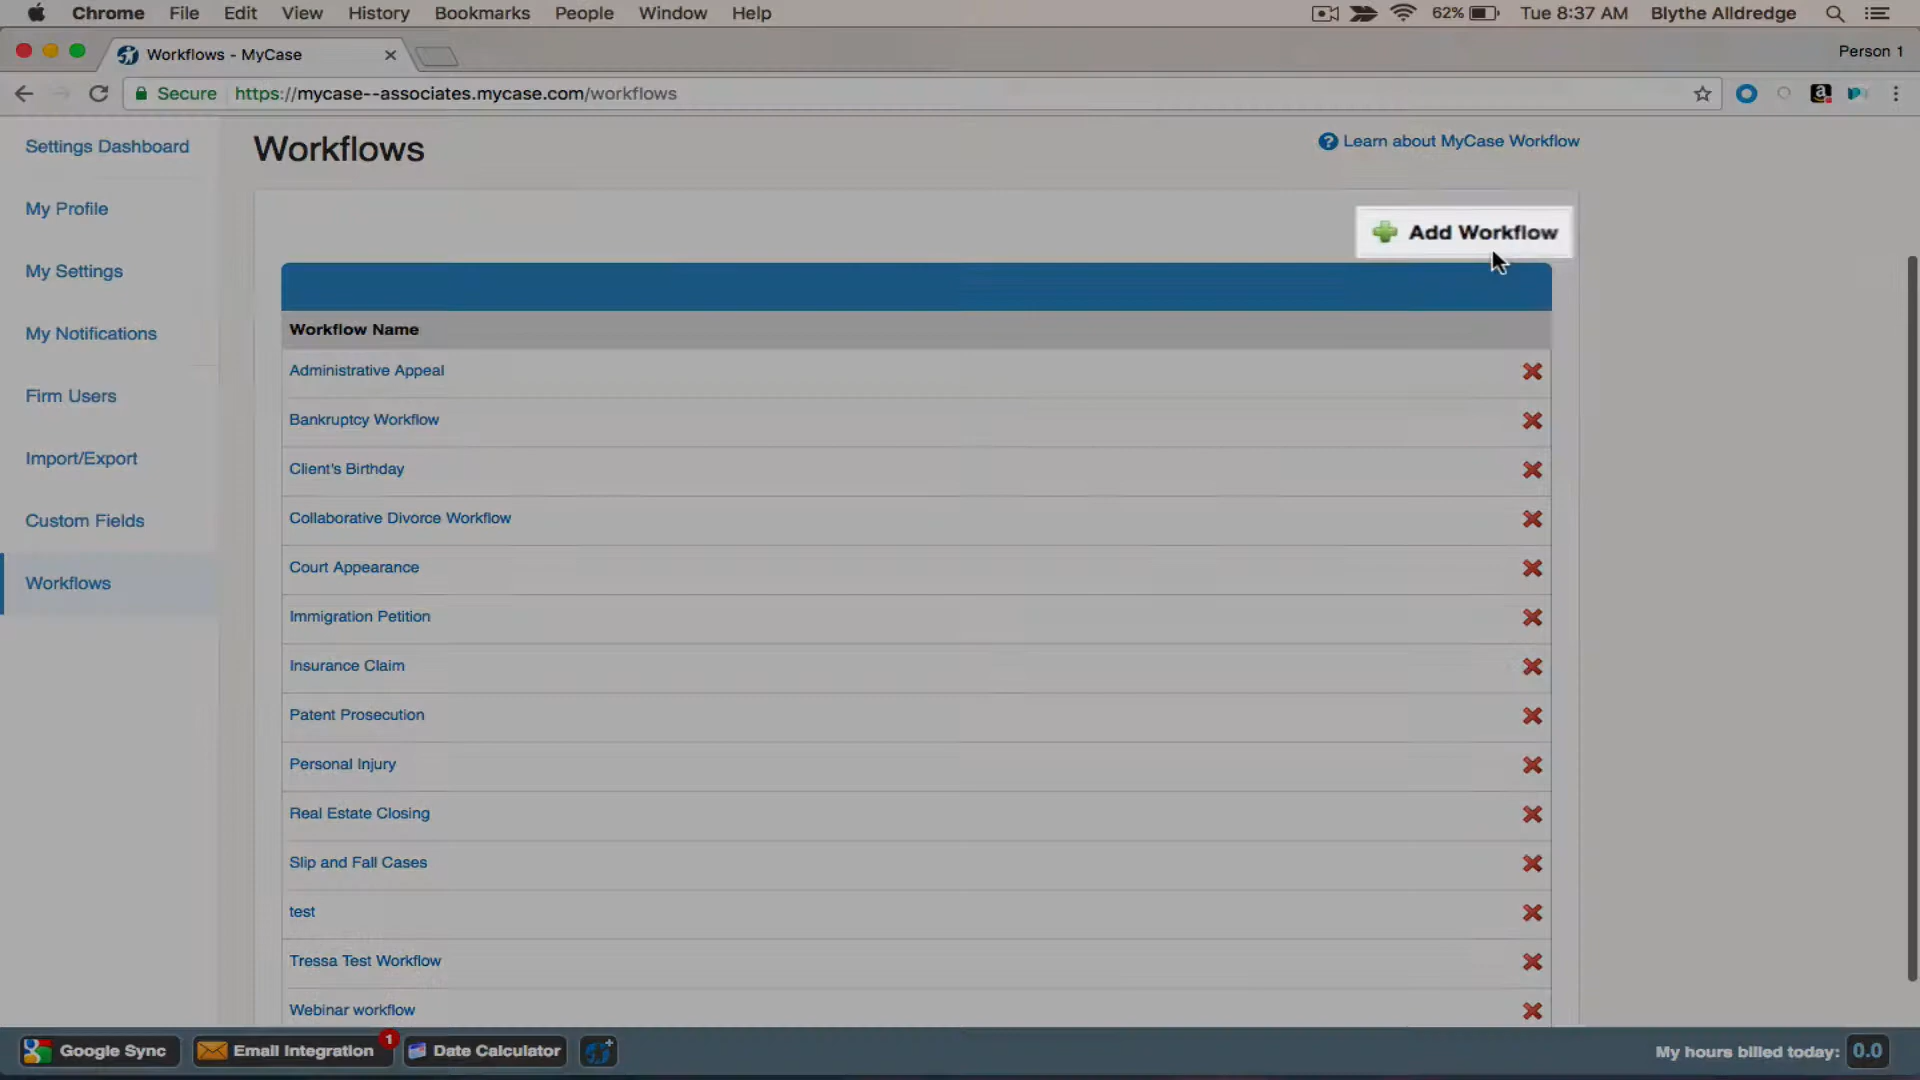 Chrome File Edit View History Bookmarks People Window Help 62% Tue 8:37 AM Blythe Alldredge
Workflows - MyCase Person 1
Secure https://mycase--associates.mycase.com/workflows
Settings Dashboard
My Profile
My Settings
My Notifications
Firm Users
Import/Export
Custom Fields
Workflows
Workflows
? Learn about MyCase Workflow
Add Workflow
Workflow Name
Administrative Appeal
Bankruptcy Workflow
Client's Birthday
Collaborative Divorce Workflow
Court Appearance
Immigration Petition
Insurance Claim
Patent Prosecution
Personal Injury
Real Estate Closing
Slip and Fall Cases
test
Tressa Test Workflow
Webinar workflow
Google Sync Email Integration 1 Date Calculator My hours billed today: 0.0